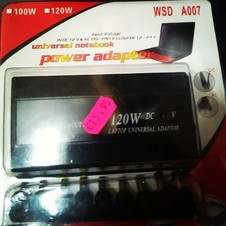 100W 120W WSD A007
Input Voltage
universal notebook
power adaptor
120W DC V
LAPTOP UNIVERSAL ADAPTOR